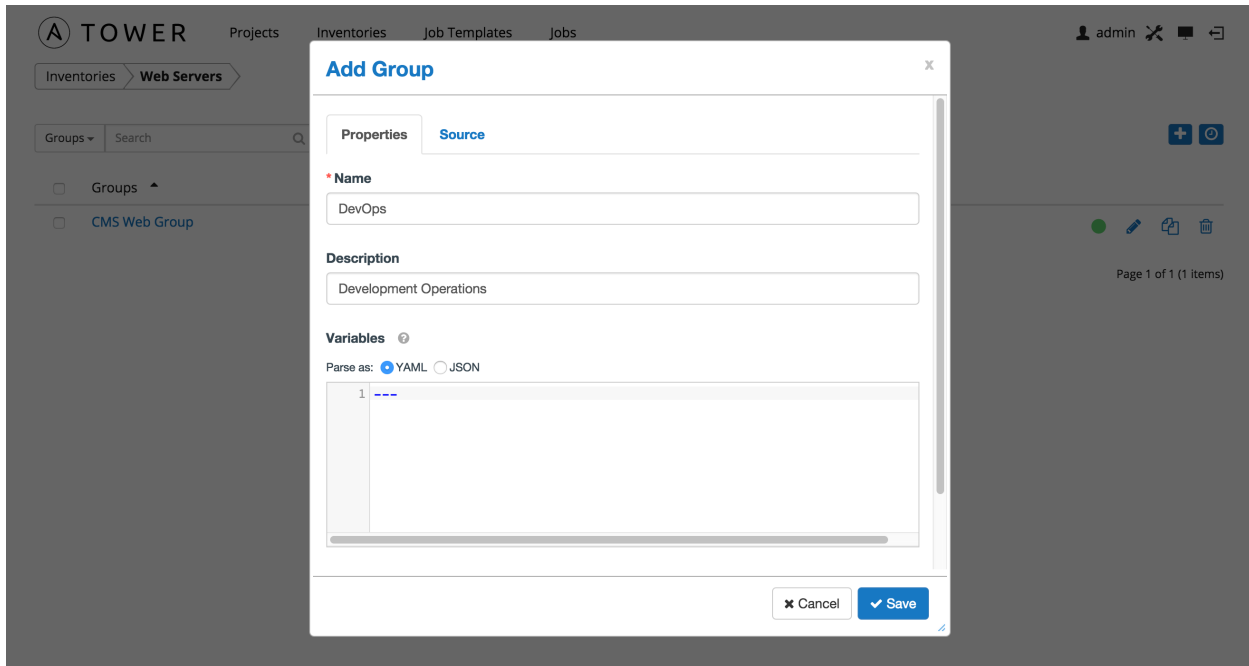 TOWER Projects Inventories Job Templates Jobs admin
Inventories Web Servers
Groups Search
Groups
CMS Web Group
Page 1 of 1 (1 items)
Add Group x
Properties Source
* Name
DevOps
Description
Development Operations
Variables ?
Parse as: YAML JSON
1 ---
Cancel Save